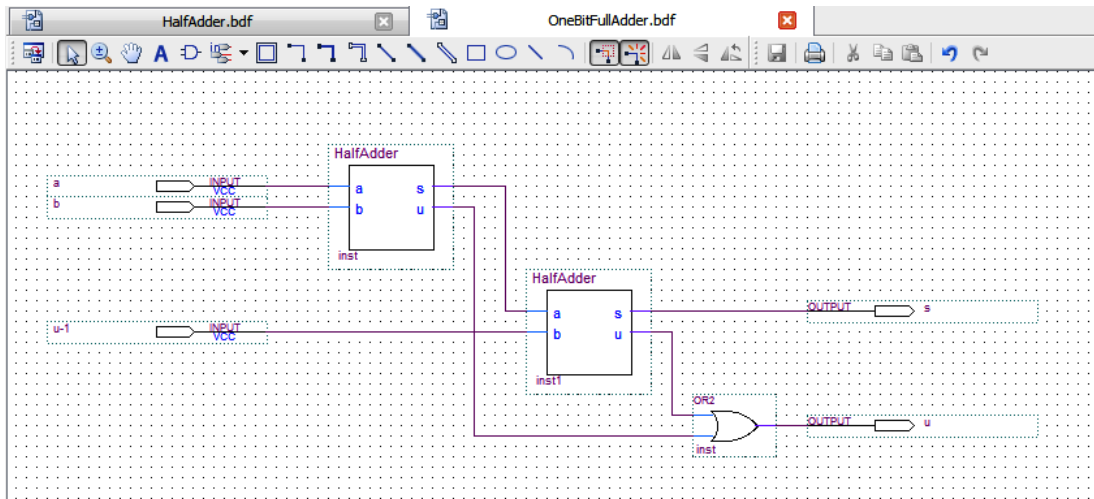 HalfAdder.bdf
OneBitFullAdder.bdf
A
HalfAdder
a INPUT VCC
b INPUT VCC
a s
b u
inst
HalfAdder
u-1 INPUT VCC
a s
b u
inst1
OUTPUT s
OR2
inst
OUTPUT u